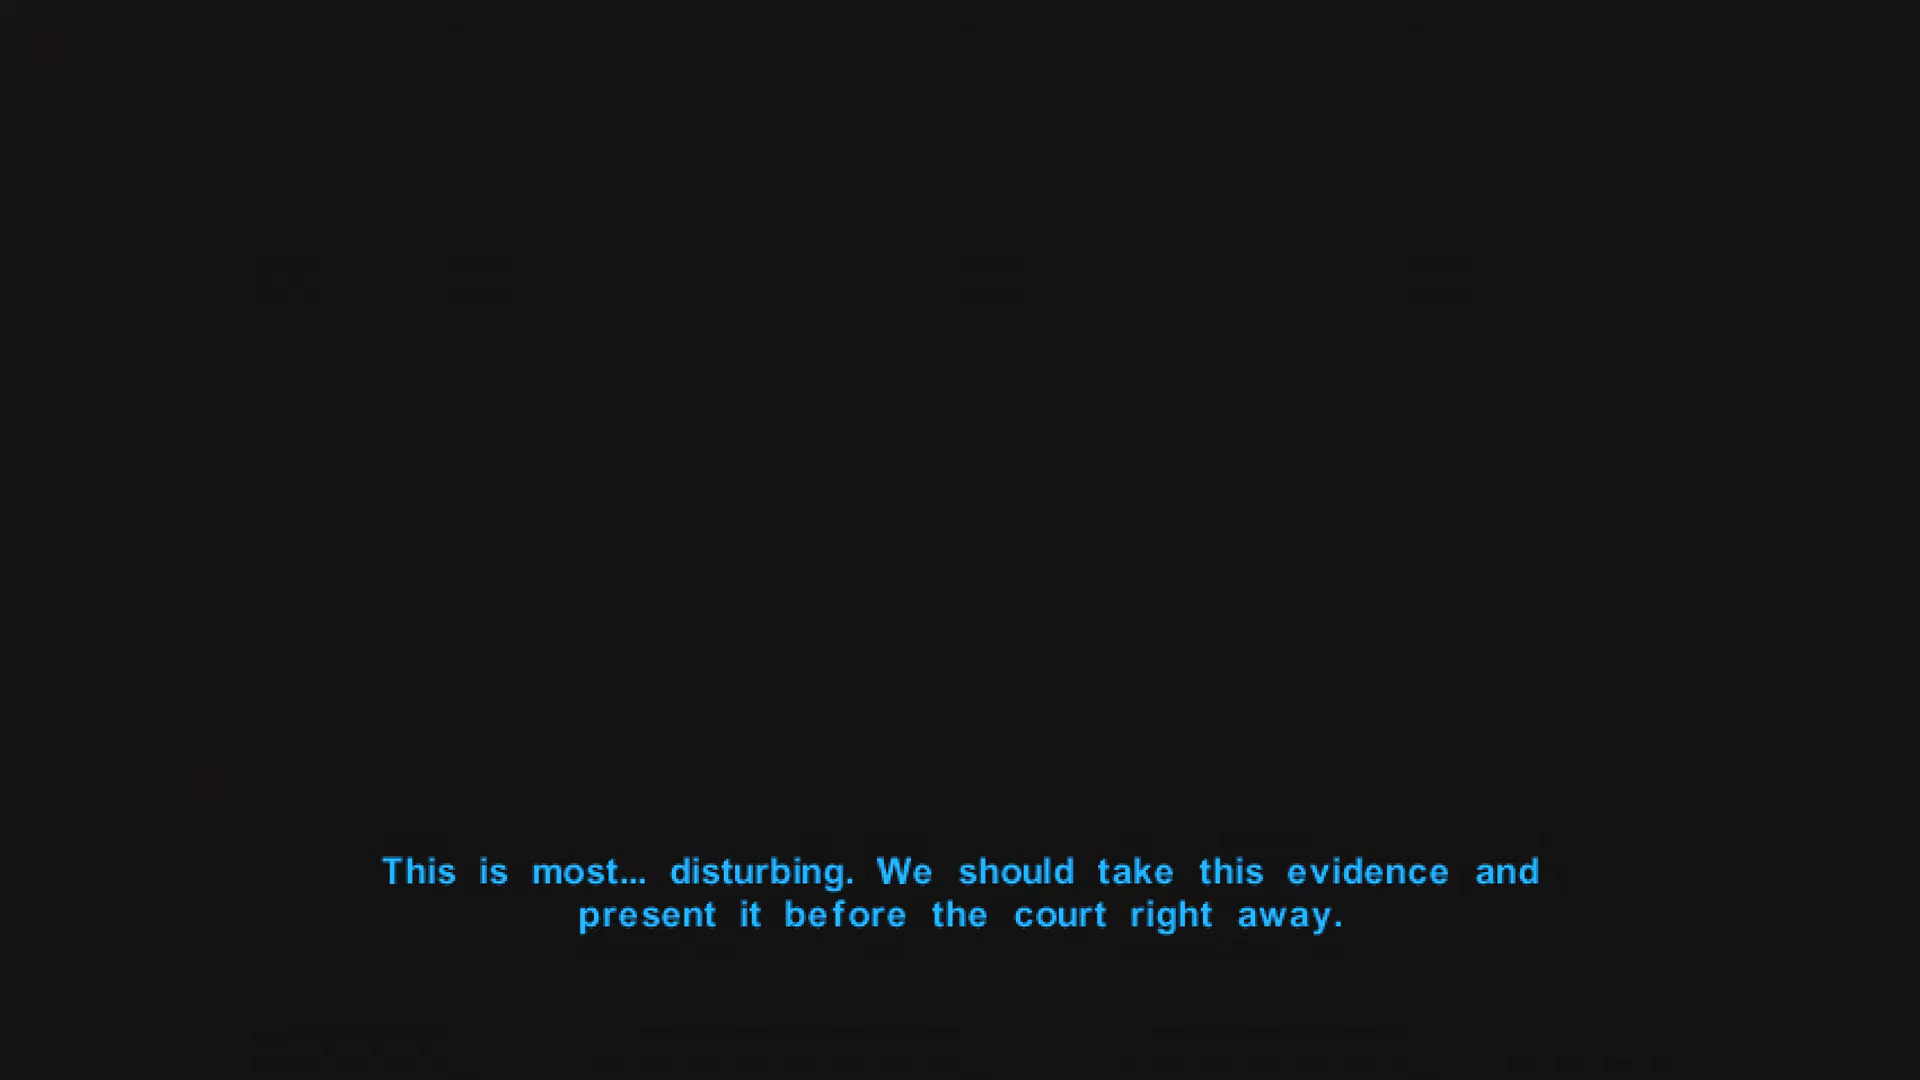 This is most... disturbing. We should take this evidence and
present it before the court right away.